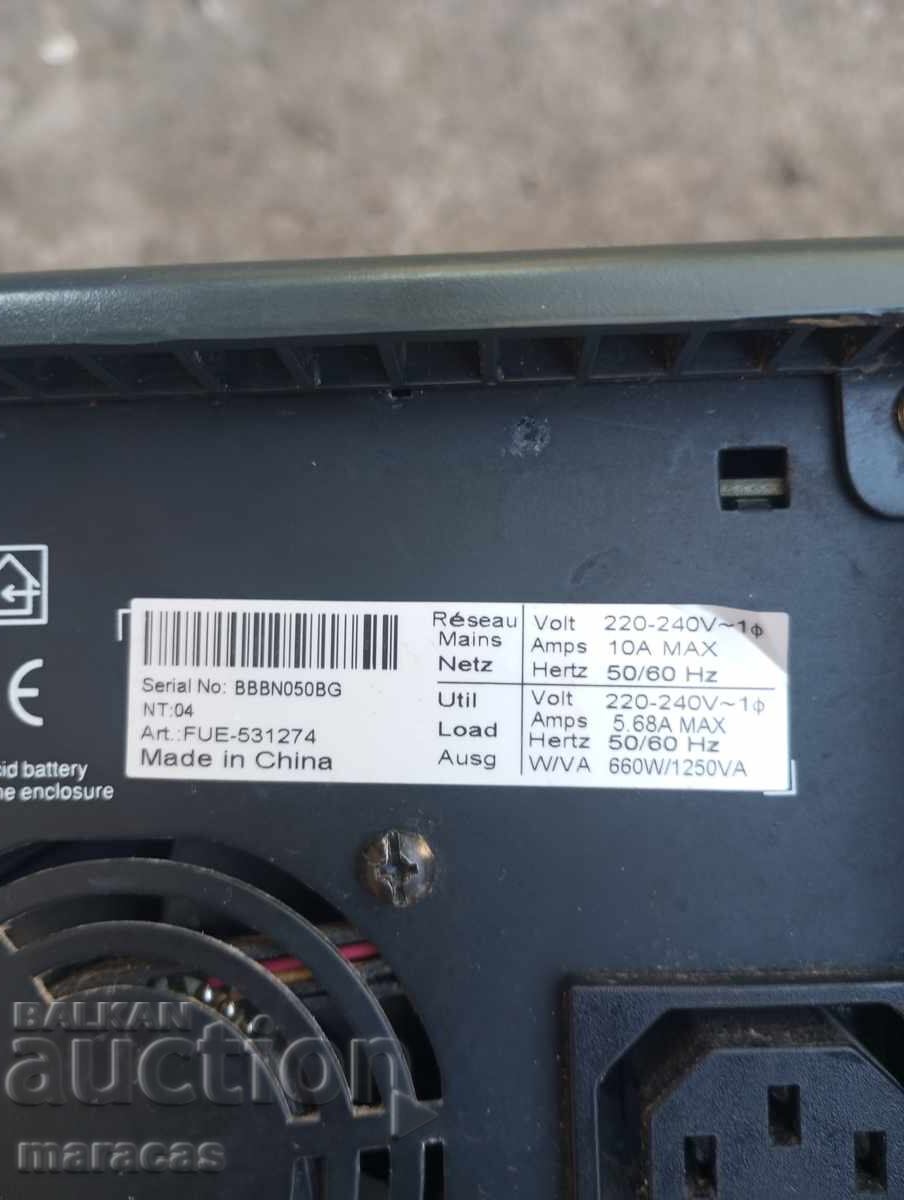 Serial No: BBBN050BG
NT:04
Art.:FUE-531274
Made in China
Réseau
Mains
Netz
Volt 220-240V~1ϕ
Amps 10A MAX
Hertz 50/60 Hz
Util
Load
Ausg
Volt 220-240V~1ϕ
Amps 5.68A MAX
Hertz 50/60 Hz
W/VA 660W/1250VA
CE
battery
enclosure
BALKAN
auction
maracas